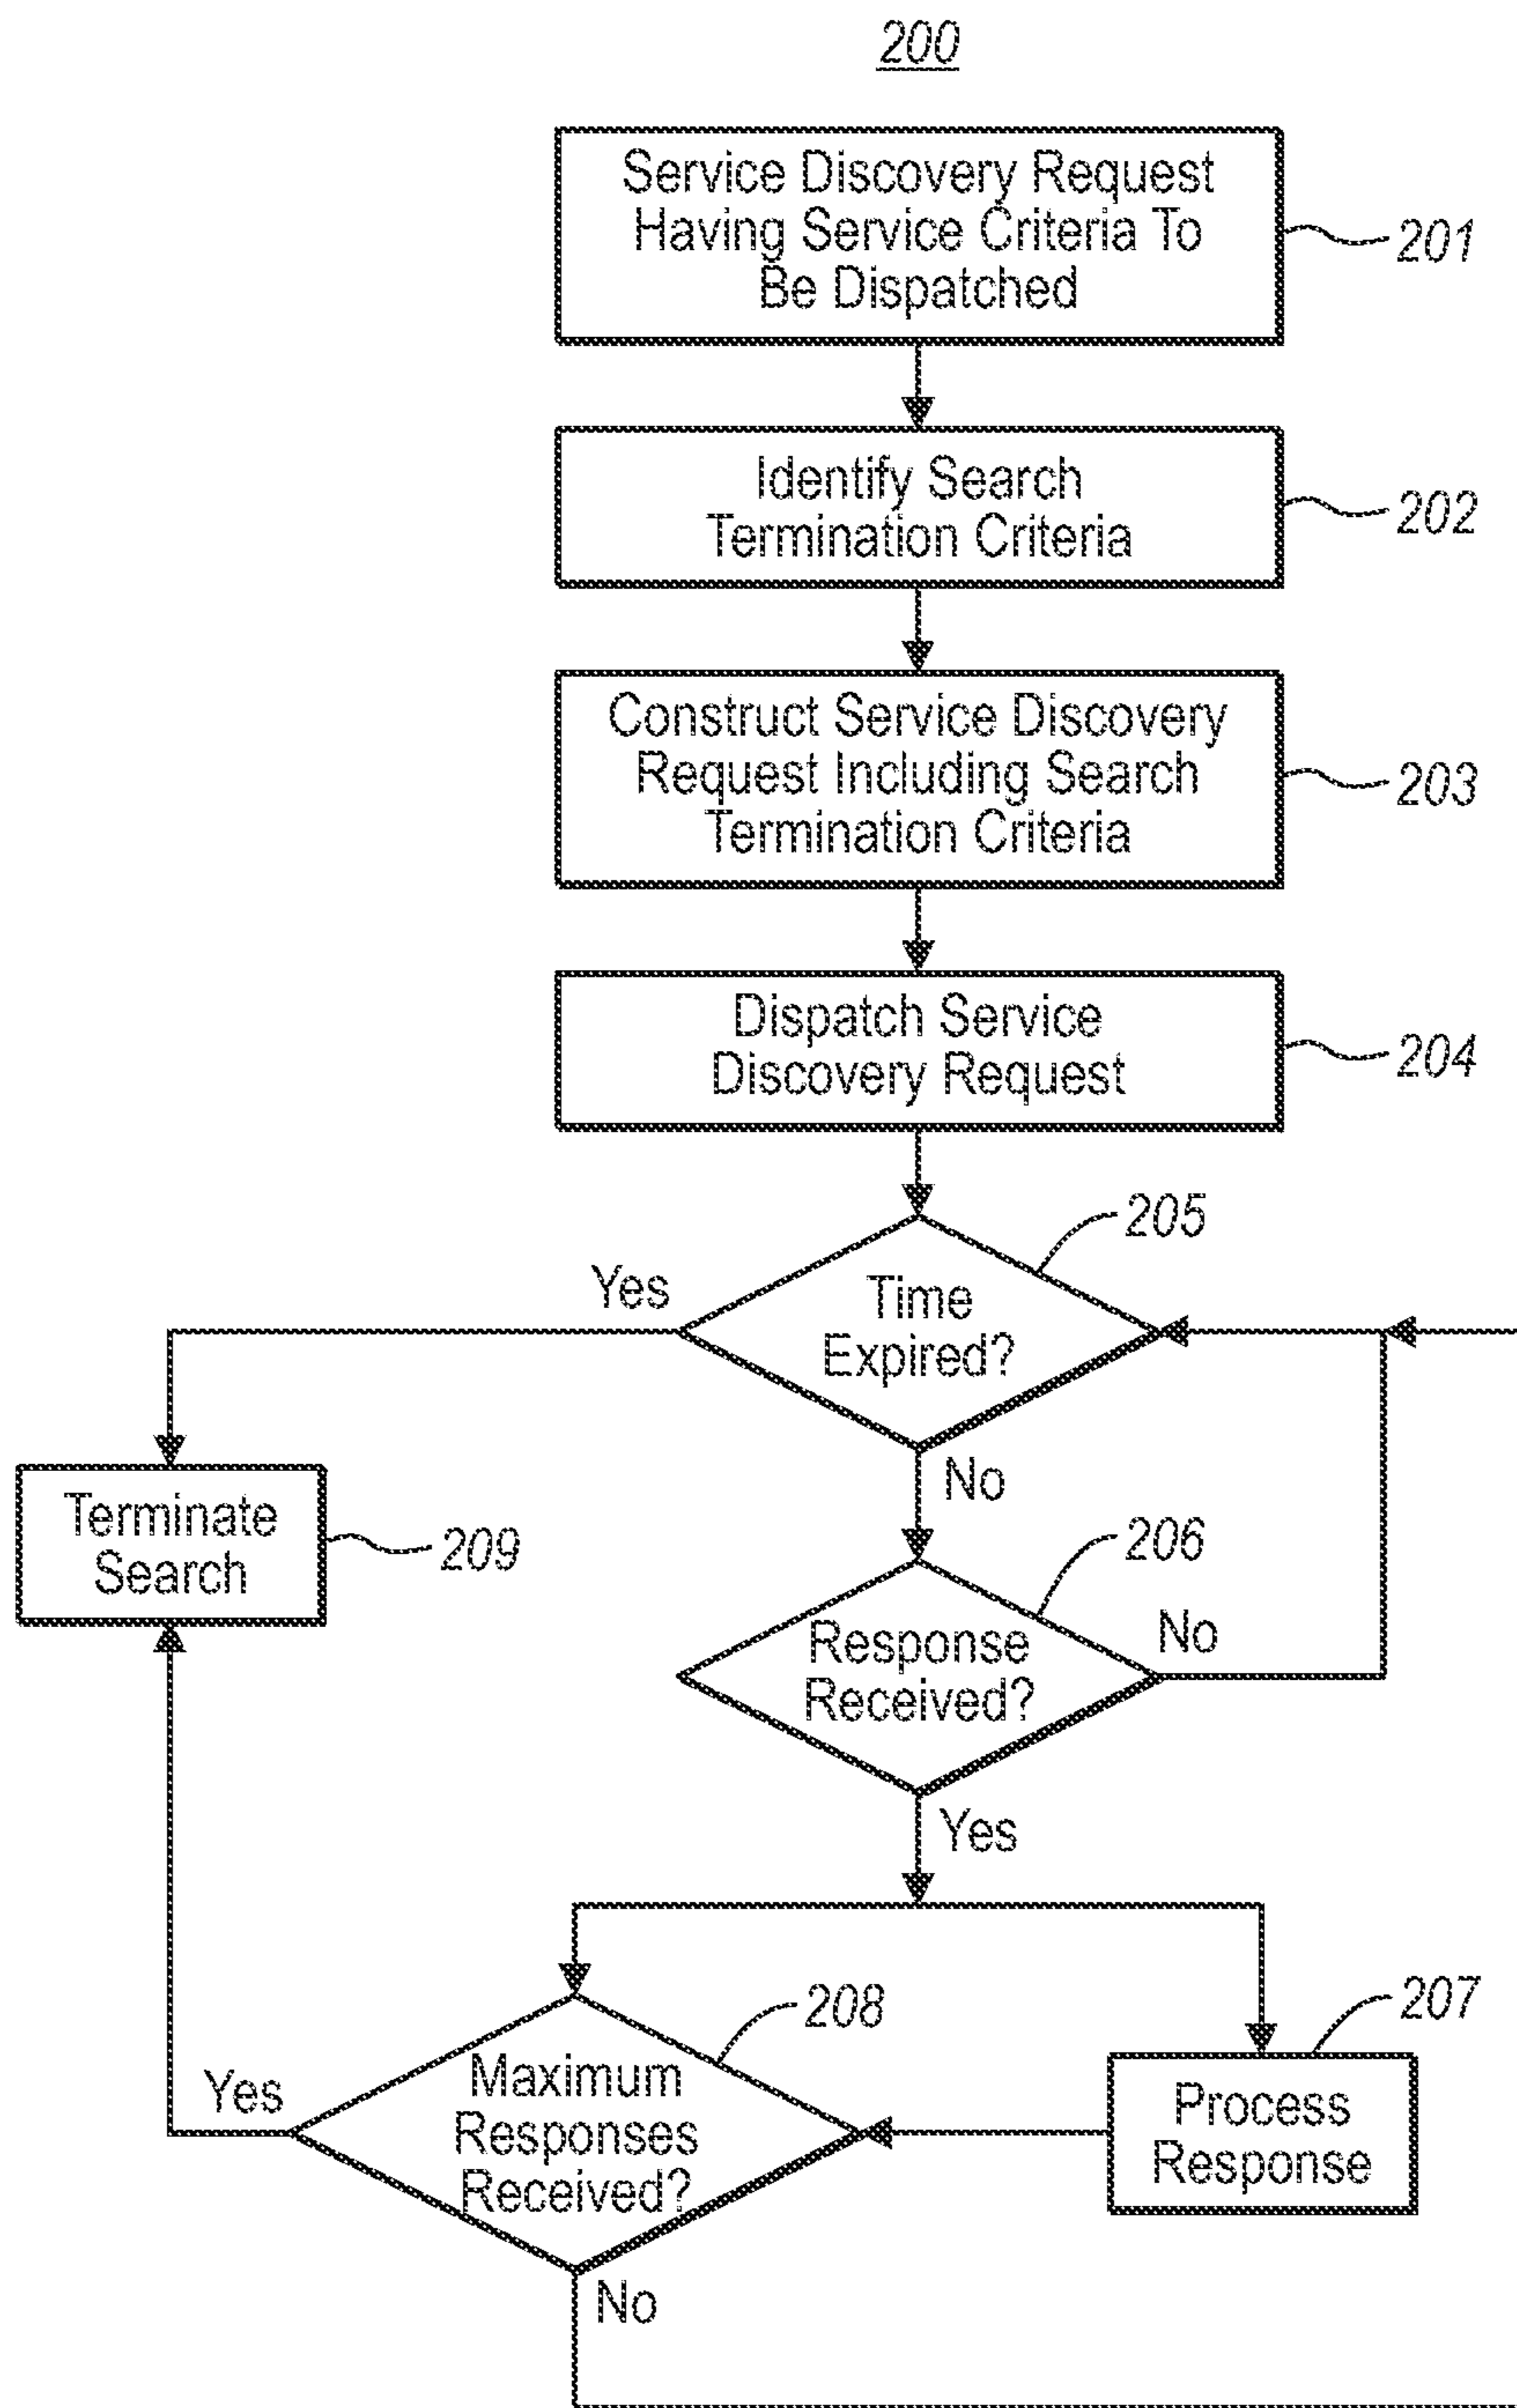 200
Service Discovery Request
Having Service Criteria To
Be Dispatched
201
Identify Search
Termination Criteria
202
Construct Service Discovery
Request Including Search
Termination Criteria
203
Dispatch Service
Discovery Request
204
205
Yes
Time
Expired?
No
Terminate
Search
209
206
Response
Received?
No
Yes
208
207
Maximum
Responses
Received?
Yes
Process
Response
No